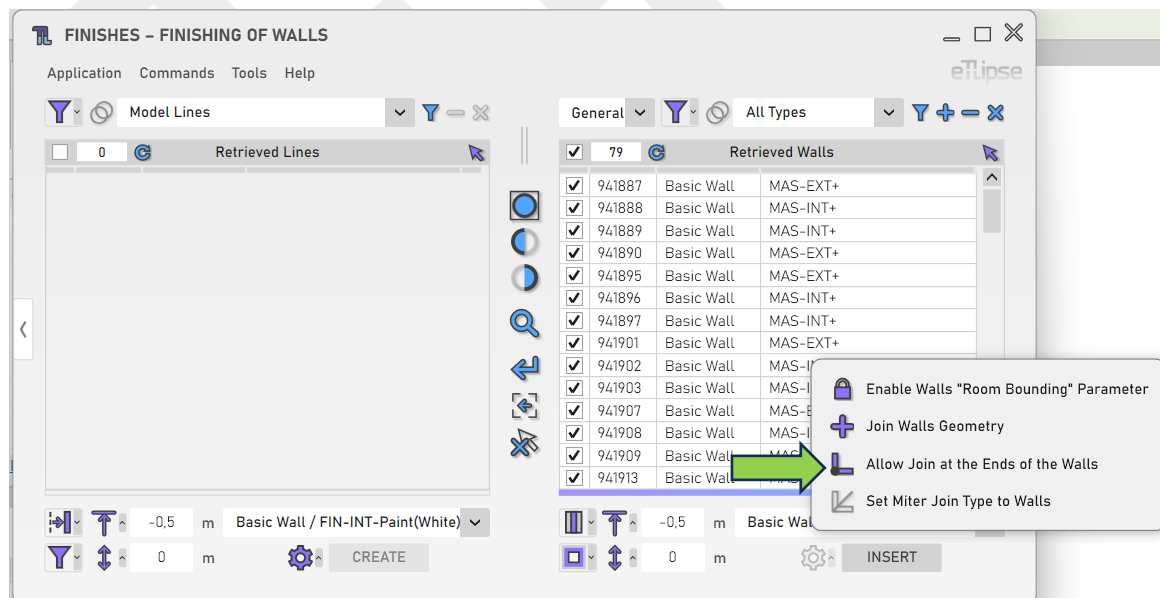 FINISHES – FINISHING OF WALLS
Application Commands Tools Help
eTLipse
Model Lines
General All Types
0 Retrieved Lines
79 Retrieved Walls
941887 Basic Wall MAS-EXT+
941888 Basic Wall MAS-INT+
941889 Basic Wall MAS-INT+
941890 Basic Wall MAS-EXT+
941895 Basic Wall MAS-EXT+
941896 Basic Wall MAS-INT+
941897 Basic Wall MAS-INT+
941901 Basic Wall MAS-EXT+
941902 Basic Wall MAS-I
941903 Basic Wall MAS-I
941907 Basic Wall MAS-E
941908 Basic Wall MAS-I
941909 Basic Wall
941913 Basic Wall
Enable Walls "Room Bounding" Parameter
Join Walls Geometry
Allow Join at the Ends of the Walls
Set Miter Join Type to Walls
-0,5 m Basic Wall / FIN-INT-Paint(White)
0 m CREATE
-0,5 m Basic Wal
0 m INSERT